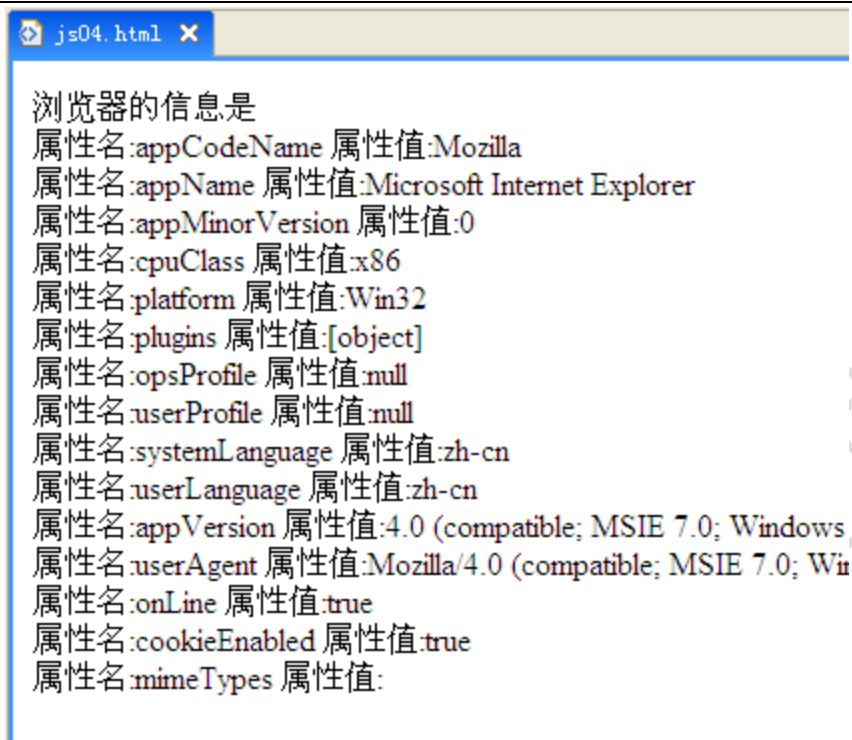 js04.html
浏览器的信息是
属性名:appCodeName 属性值:Mozilla
属性名:appName 属性值:Microsoft Internet Explorer
属性名:appMinorVersion 属性值:0
属性名:cpuClass 属性值:x86
属性名:platform 属性值:Win32
属性名:plugins 属性值:[object]
属性名:opsProfile 属性值:null
属性名:userProfile 属性值:null
属性名:systemLanguage 属性值:zh-cn
属性名:userLanguage 属性值:zh-cn
属性名:appVersion 属性值:4.0 (compatible; MSIE 7.0; Windows
属性名:userAgent 属性值:Mozilla/4.0 (compatible; MSIE 7.0;
属性名:onLine 属性值:true
属性名:cookieEnabled 属性值:true
属性名:mimeTypes 属性值: